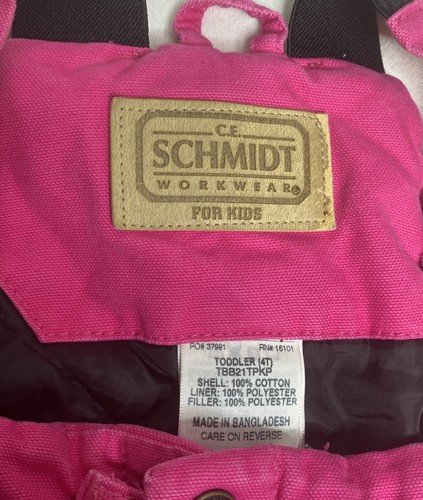 C.E.
SCHMIDT
WORKWEAR®
FOR KIDS
PO# 37991 RN# 16101
TODDLER (4T)
TBB21TPKP
SHELL: 100% COTTON
LINER: 100% POLYESTER
FILLER: 100% POLYESTER
MADE IN BANGLADESH
CARE ON REVERSE